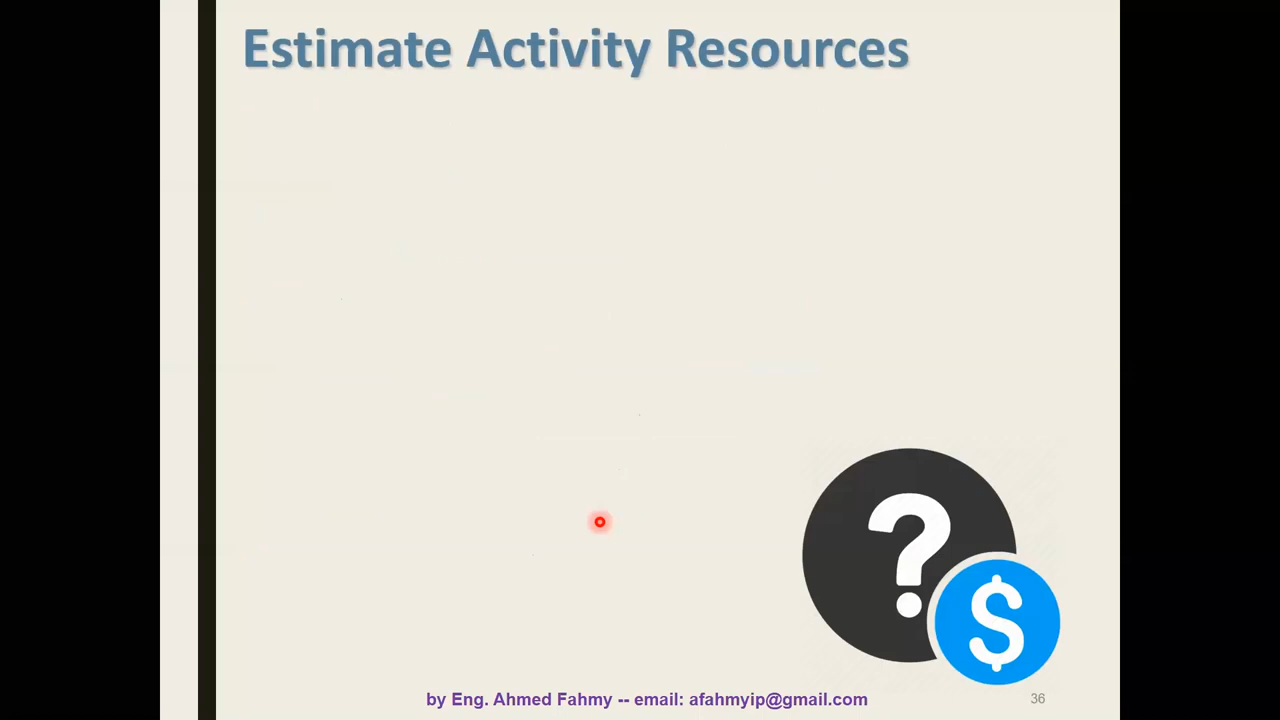 Estimate Activity Resources
?
$
by Eng. Ahmed Fahmy -- email: afahmyip@gmail.com
36